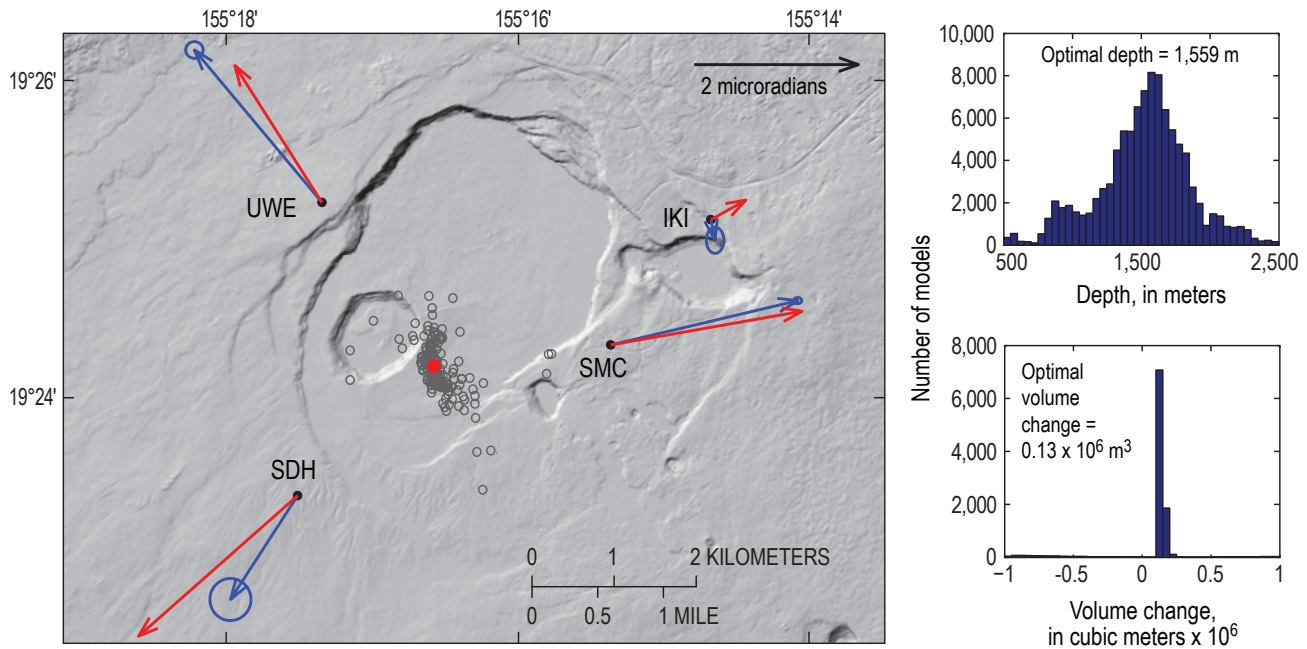 155°18' 155°16' 155°14'
19°26'
19°24'
2 microradians
UWE
IKI
SMC
SDH
0 1 2 KILOMETERS
0 0.5 1 MILE
Number of models
10,000
8,000
6,000
4,000
2,000
0
Optimal depth = 1,559 m
500 1,500 2,500
Depth, in meters
8,000
6,000
4,000
2,000
0
Optimal
volume
change =
0.13 x 10⁶ m³
−1 -0.5 0 0.5 1
Volume change,
in cubic meters x 10⁶